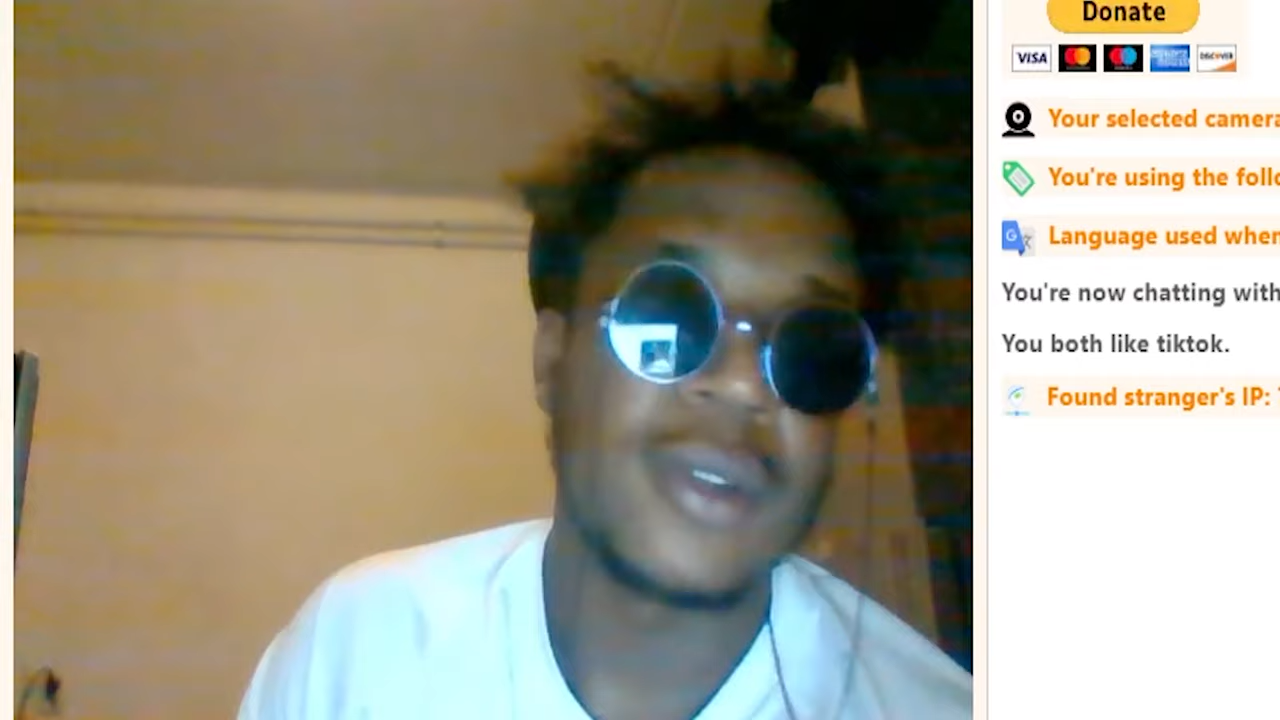 Donate
VISA
DISCOVER
Your selected camera
You're using the follo
Language used when
You're now chatting with
You both like tiktok.
Found stranger's IP: